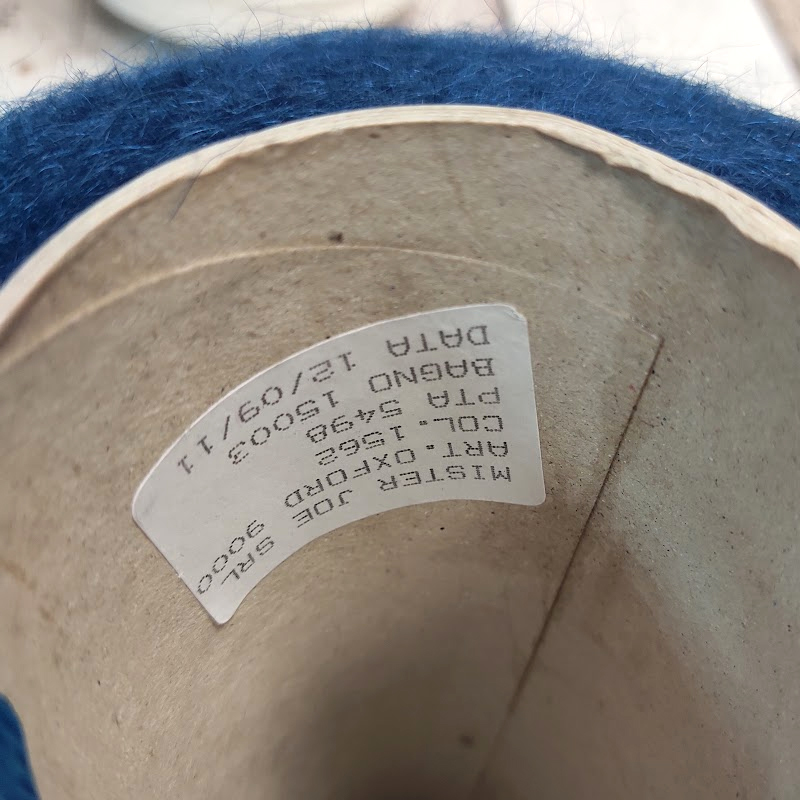 MISTER JOE SRL
ART. OXFORD 9000
COL. 1562
PTA 5498
BAGNO 15003
DATA 12/09/11